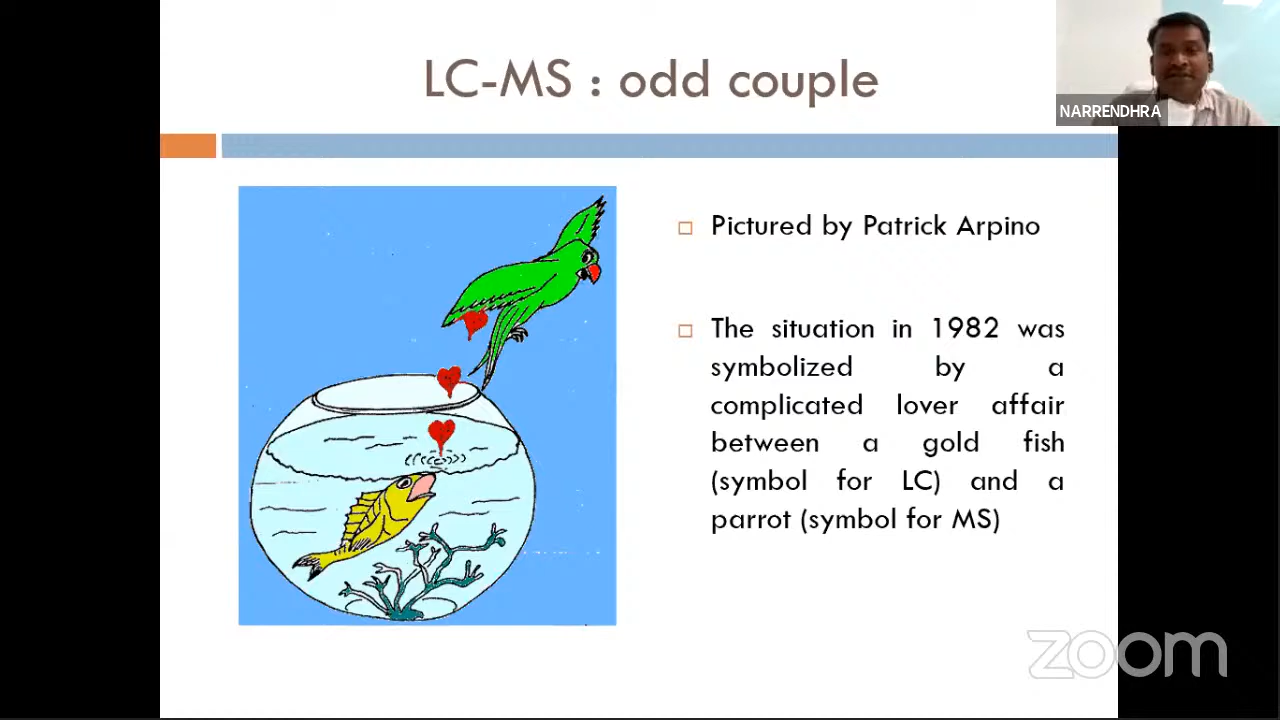 LC-MS : odd couple
NARRENDHRA
Pictured by Patrick Arpino
The situation in 1982 was
symbolized by a
complicated lover affair
between a gold fish
(symbol for LC) and a
parrot (symbol for MS)
zoom